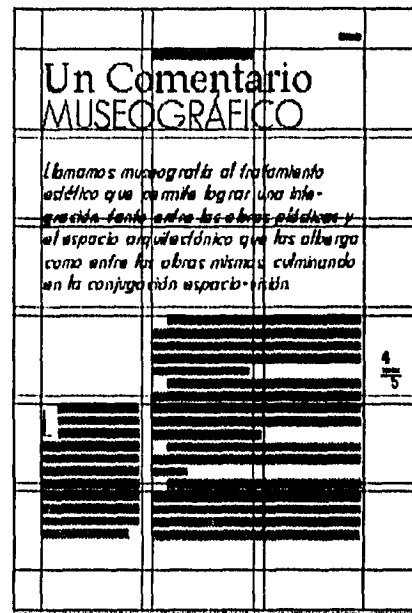 Un Comentario
MUSEOGRÁFICO
Llamamos museografía al tratamiento
estético que permite lograr una inte-
gración tanto entre las obras plásticas y
el espacio arquitectónico que las alberga
como entre las obras mismas, culminando
en la conjugación espacio-visión.
4
5